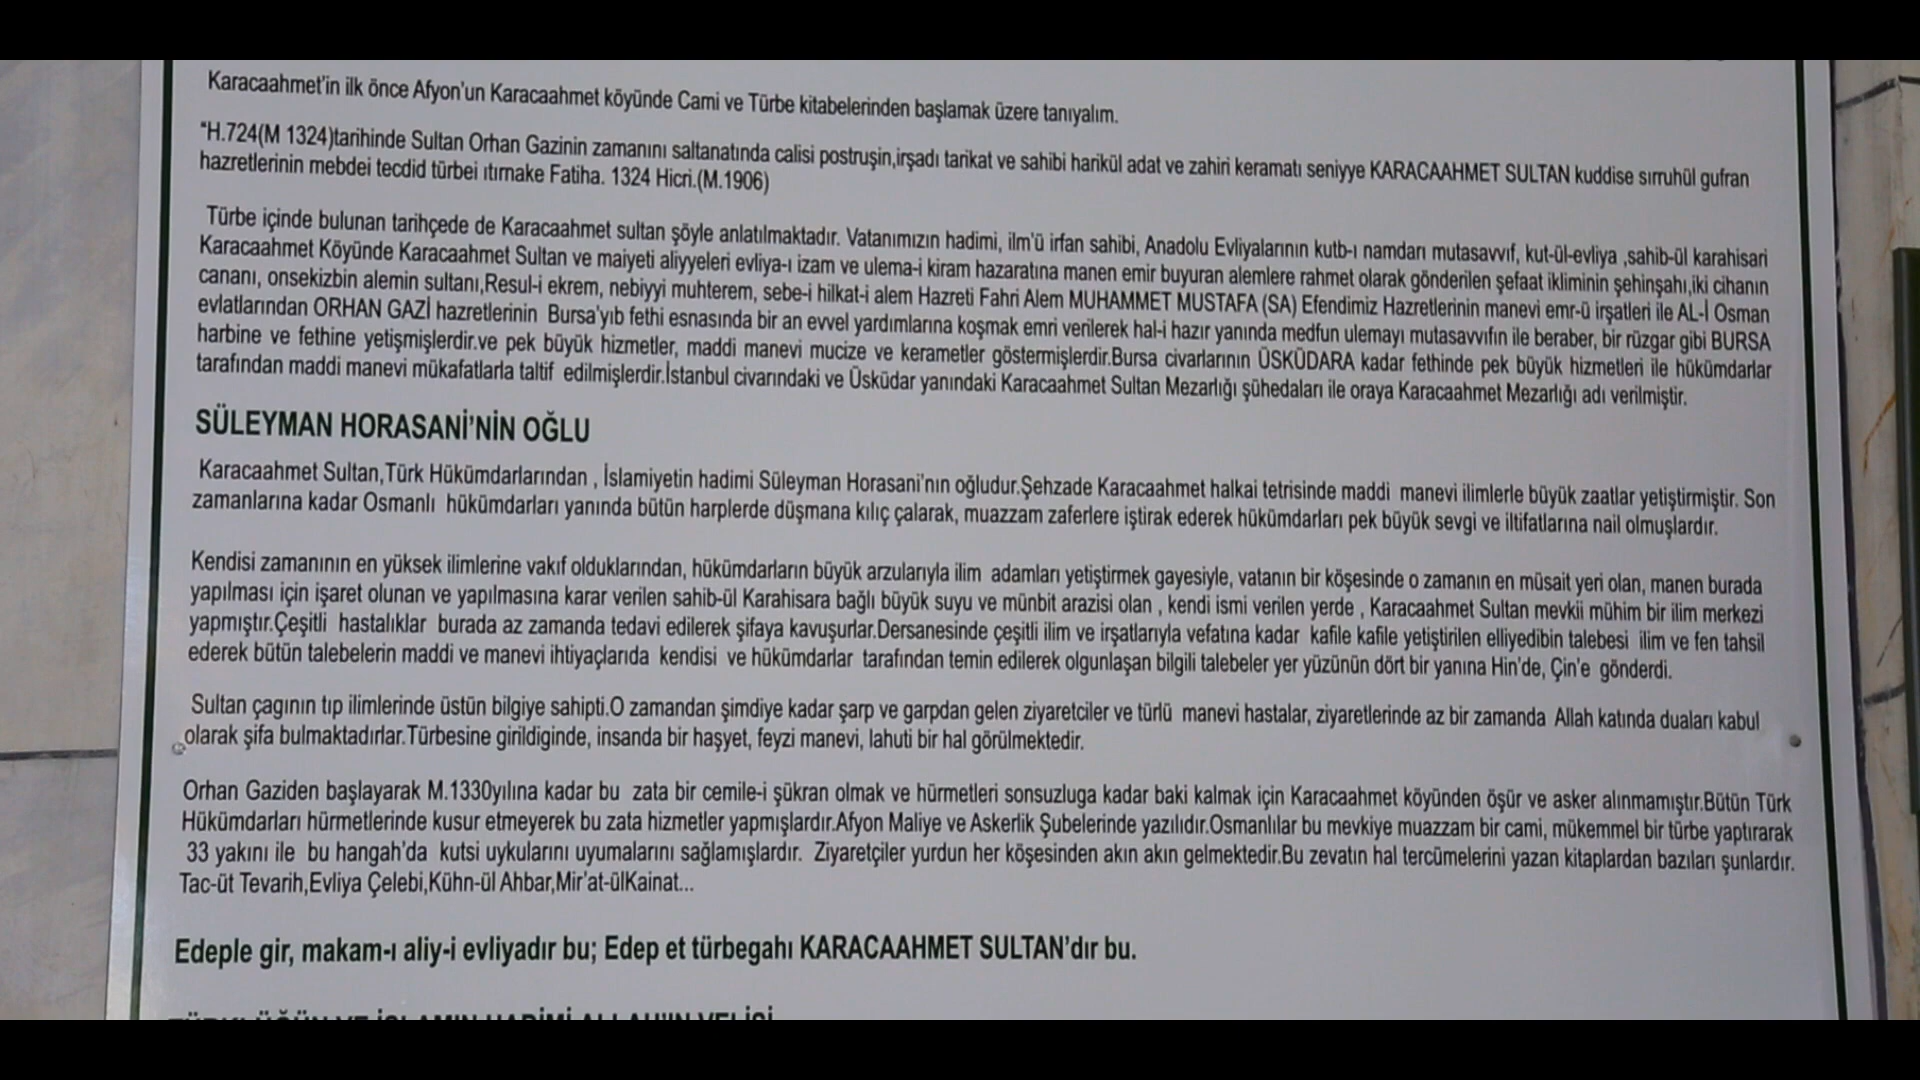 Karacaahmet'in ilk önce Afyon'un Karacaahmet köyünde Cami ve Türbe kitabelerinden başlamak üzere tanıyalım.
“H.724(M 1324)tarihinde Sultan Orhan Gazinin zamanını saltanatında calisi postruşin,irşadı tarikat ve sahibi harikül adat ve zahiri keramatı seniyye KARACAAHMET SULTAN kuddise sırruhül gufran
hazretlerinin mebdei tecdid türbei ıtırnake Fatiha. 1324 Hicri.(M.1906)
Türbe içinde bulunan tarihçede de Karacaahmet sultan şöyle anlatılmaktadır. Vatanımızın hadimi, ilm'ü irfan sahibi, Anadolu Evliyalarının kutb-ı namdarı mutasavvıf, kut-ül-evliya ,sahib-ül karahisari
Karacaahmet Köyünde Karacaahmet Sultan ve maiyeti aliyyeleri evliya-ı izam ve ulema-i kiram hazaratına manen emir buyuran alemlere rahmet olarak gönderilen şefaat ikliminin şehinşahı,iki cihanın
cananı, onsekizbin alemin sultanı,Resul-i ekrem, nebiyyi muhterem, sebe-i hilkat-i alem Hazreti Fahri Alem MUHAMMET MUSTAFA (SA) Efendimiz Hazretlerinin manevi emr-ü irşatleri ile AL-İ Osman
evlatlarından ORHAN GAZİ hazretlerinin Bursa'yıb fethi esnasında bir an evvel yardımlarına koşmak emri verilerek hal-i hazır yanında medfun ulemayı mutasavvıfın ile beraber, bir rüzgar gibi BURSA
harbine ve fethine yetişmişlerdir.ve pek büyük hizmetler, maddi manevi mucize ve kerametler göstermişlerdir.Bursa civarlarının ÜSKÜDARA kadar fethinde pek büyük hizmetleri ile hükümdarlar
tarafından maddi manevi mükafatlarla taltif edilmişlerdir.İstanbul civarındaki ve Üsküdar yanındaki Karacaahmet Sultan Mezarlığı şühedaları ile oraya Karacaahmet Mezarlığı adı verilmiştir.
SÜLEYMAN HORASANİ'NİN OĞLU
Karacaahmet Sultan,Türk Hükümdarlarından , İslamiyetin hadimi Süleyman Horasani'nın oğludur.Şehzade Karacaahmet halkai tetrisinde maddi manevi ilimlerle büyük zaatlar yetiştirmiştir. Son
zamanlarına kadar Osmanlı hükümdarları yanında bütün harplerde düşmana kılıç çalarak, muazzam zaferlere iştirak ederek hükümdarları pek büyük sevgi ve iltifatlarına nail olmuşlardır.
Kendisi zamanının en yüksek ilimlerine vakıf olduklarından, hükümdarların büyük arzularıyla ilim adamları yetiştirmek gayesiyle, vatanın bir köşesinde o zamanın en müsait yeri olan, manen burada
yapılması için işaret olunan ve yapılmasına karar verilen sahib-ül Karahisara bağlı büyük suyu ve münbit arazisi olan , kendi ismi verilen yerde , Karacaahmet Sultan mevkii mühim bir ilim merkezi
yapmıştır.Çeşitli hastalıklar burada az zamanda tedavi edilerek şifaya kavuşurlar.Dersanesinde çeşitli ilim ve irşatlarıyla vefatına kadar kafile kafile yetiştirilen elliyedibin talebesi ilim ve fen tahsil
ederek bütün talebelerin maddi ve manevi ihtiyaçlarıda kendisi ve hükümdarlar tarafından temin edilerek olgunlaşan bilgili talebeler yer yüzünün dört bir yanına Hin'de, Çin'e gönderdi.
Sultan çagının tıp ilimlerinde üstün bilgiye sahipti.O zamandan şimdiye kadar şarp ve garpdan gelen ziyaretciler ve türlü manevi hastalar, ziyaretlerinde az bir zamanda Allah katında duaları kabul
olarak şifa bulmaktadırlar.Türbesine girildiginde, insanda bir haşyet, feyzi manevi, lahuti bir hal görülmektedir.
Orhan Gaziden başlayarak M.1330yılına kadar bu zata bir cemile-i şükran olmak ve hürmetleri sonsuzluga kadar baki kalmak için Karacaahmet köyünden öşür ve asker alınmamıştır.Bütün Türk
Hükümdarları hürmetlerinde kusur etmeyerek bu zata hizmetler yapmışlardır.Afyon Maliye ve Askerlik Şubelerinde yazılıdır.Osmanlılar bu mevkiye muazzam bir cami, mükemmel bir türbe yaptırarak
33 yakını ile bu hangah'da kutsi uykularını uyumalarını sağlamışlardır. Ziyaretçiler yurdun her köşesinden akın akın gelmektedir.Bu zevatın hal tercümelerini yazan kitaplardan bazıları şunlardır.
Tac-üt Tevarih,Evliya Çelebi,Kühn-ül Ahbar,Mir'at-ülKainat...
Edeple gir, makam-ı aliy-i evliyadır bu; Edep et türbegahı KARACAAHMET SULTAN'dır bu.